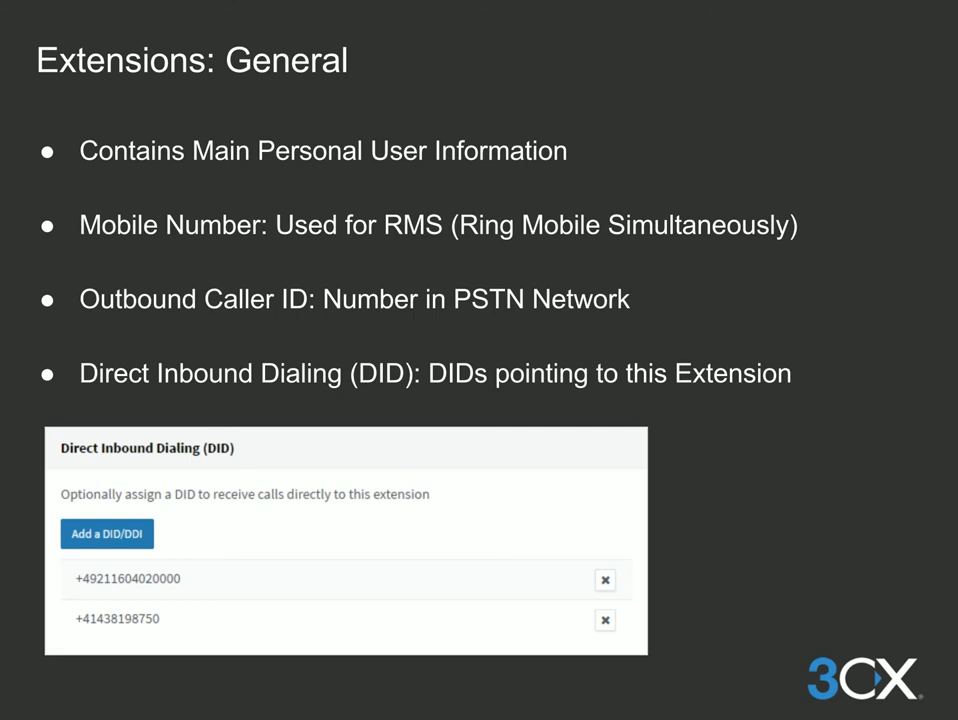 Extensions: General
● Contains Main Personal User Information
● Mobile Number: Used for RMS (Ring Mobile Simultaneously)
● Outbound Caller ID: Number in PSTN Network
● Direct Inbound Dialing (DID): DIDs pointing to this Extension
Direct Inbound Dialing (DID)
Optionally assign a DID to receive calls directly to this extension
Add a DID/DDI
+49211604020000
+41438198750
3CX